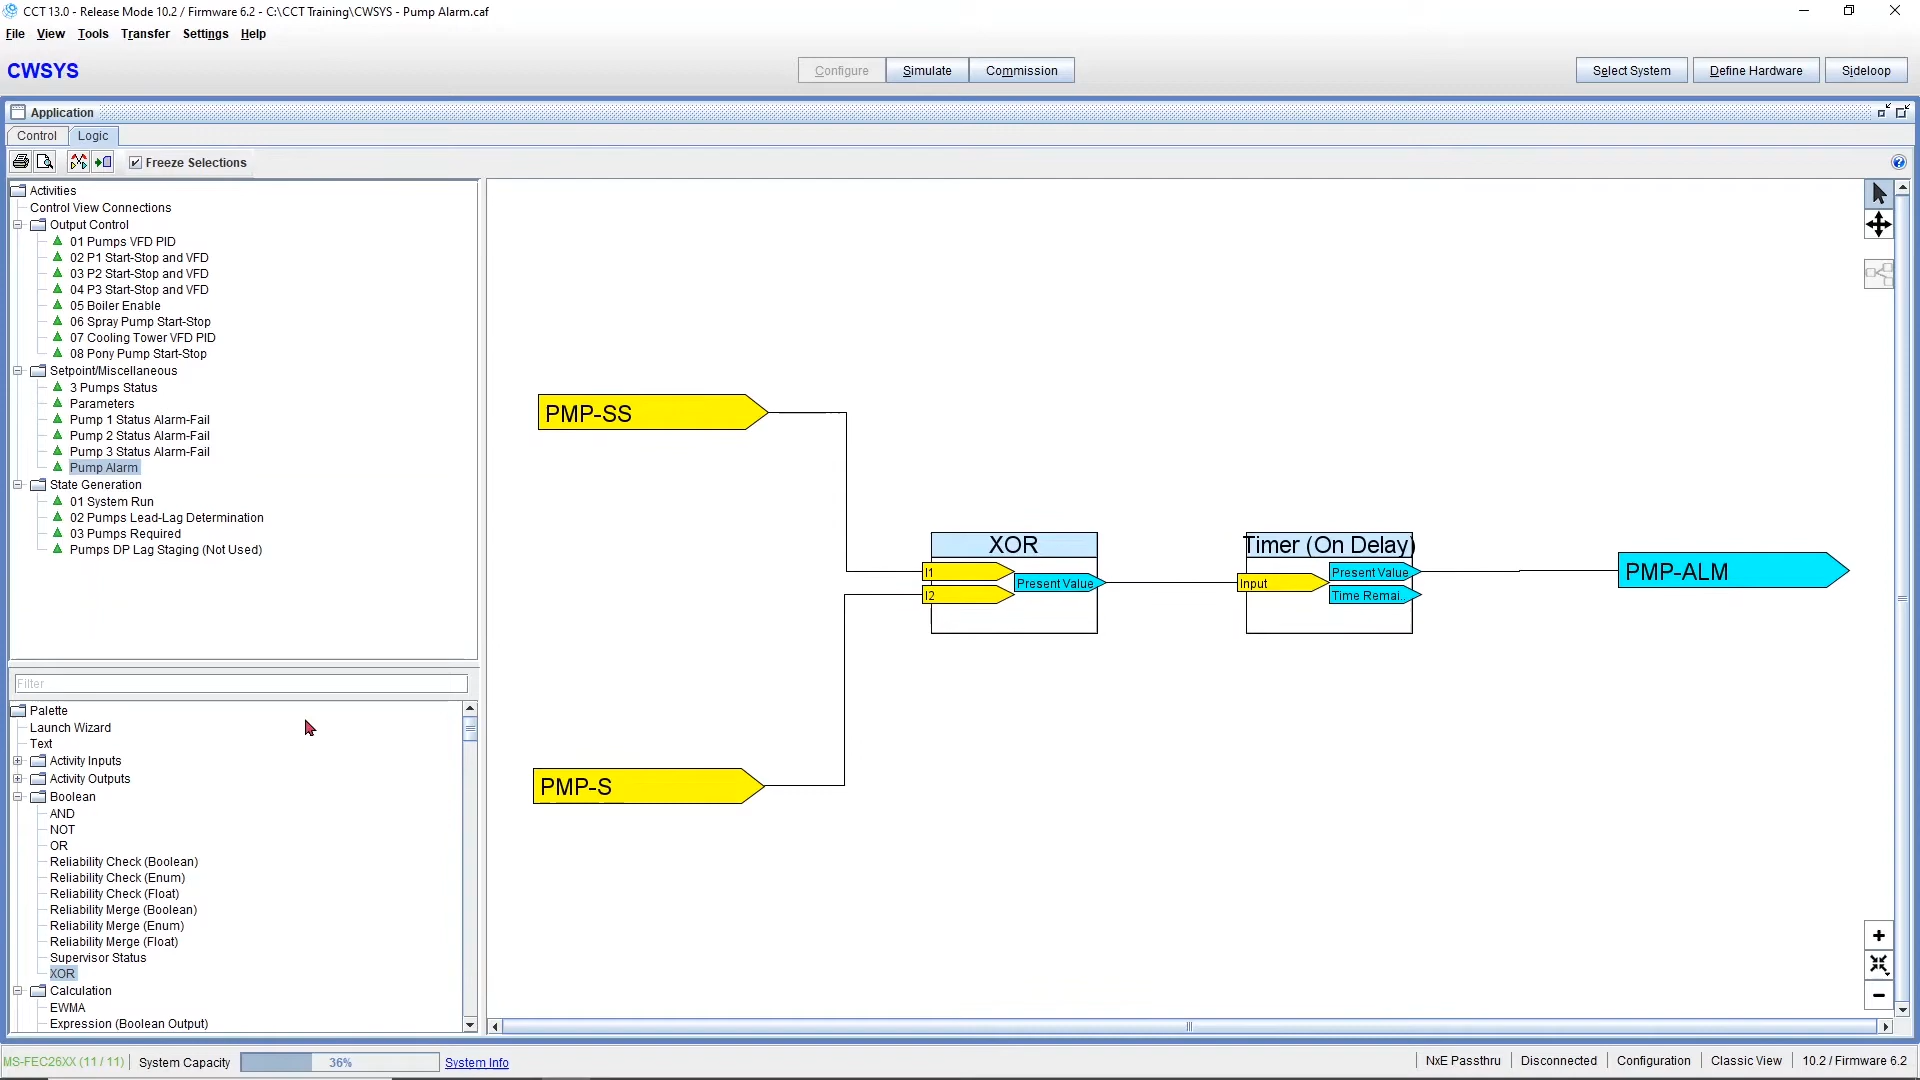 CCT 13.0 - Release Mode 10.2 / Firmware 6.2 - C:\CCT Training\CWSYS - Pump Alarm.caf
File View Tools Transfer Settings Help
CWSYS
Configure Simulate Commission
Select System Define Hardware Sideloop
Application
Control Logic
Freeze Selections
Activities
Control View Connections
Output Control
01 Pumps VFD PID
02 P1 Start-Stop and VFD
03 P2 Start-Stop and VFD
04 P3 Start-Stop and VFD
05 Boiler Enable
06 Spray Pump Start-Stop
07 Cooling Tower VFD PID
08 Pony Pump Start-Stop
Setpoint/Miscellaneous
3 Pumps Status
Parameters
Pump 1 Status Alarm-Fail
Pump 2 Status Alarm-Fail
Pump 3 Status Alarm-Fail
Pump Alarm
State Generation
01 System Run
02 Pumps Lead-Lag Determination
03 Pumps Required
Pumps DP Lag Staging (Not Used)
Filter
Palette
Launch Wizard
Text
Activity Inputs
Activity Outputs
Boolean
AND
NOT
OR
Reliability Check (Boolean)
Reliability Check (Enum)
Reliability Check (Float)
Reliability Merge (Boolean)
Reliability Merge (Enum)
Reliability Merge (Float)
Supervisor Status
XOR
Calculation
EWMA
Expression (Boolean Output)
PMP-SS
PMP-S
XOR
I1
I2
Present Value
Timer (On Delay)
Input
Present Value
Time Remai...
PMP-ALM
MS-FEC26XX (11 / 11) System Capacity 36% System Info
NxE Passthru Disconnected Configuration Classic View 10.2 / Firmware 6.2